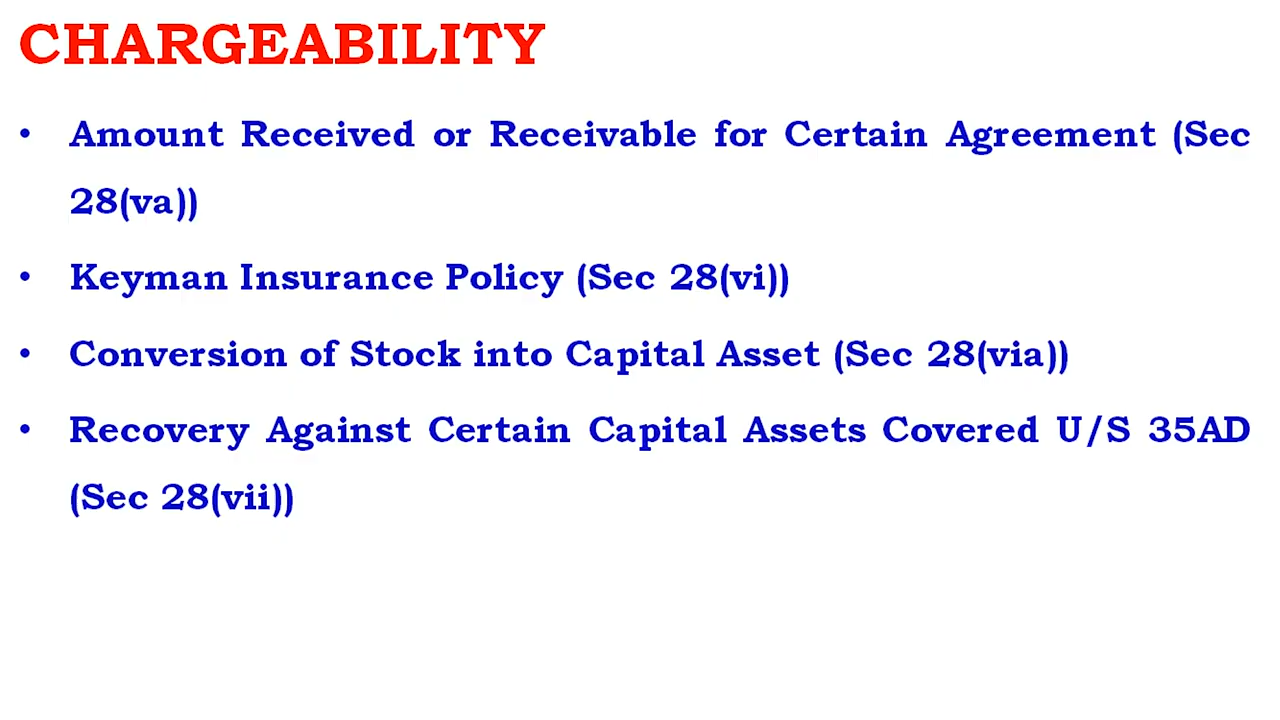 CHARGEABILITY
• Amount Received or Receivable for Certain Agreement (Sec
28(va))
• Keyman Insurance Policy (Sec 28(vi))
• Conversion of Stock into Capital Asset (Sec 28(via))
• Recovery Against Certain Capital Assets Covered U/S 35AD
(Sec 28(vii))